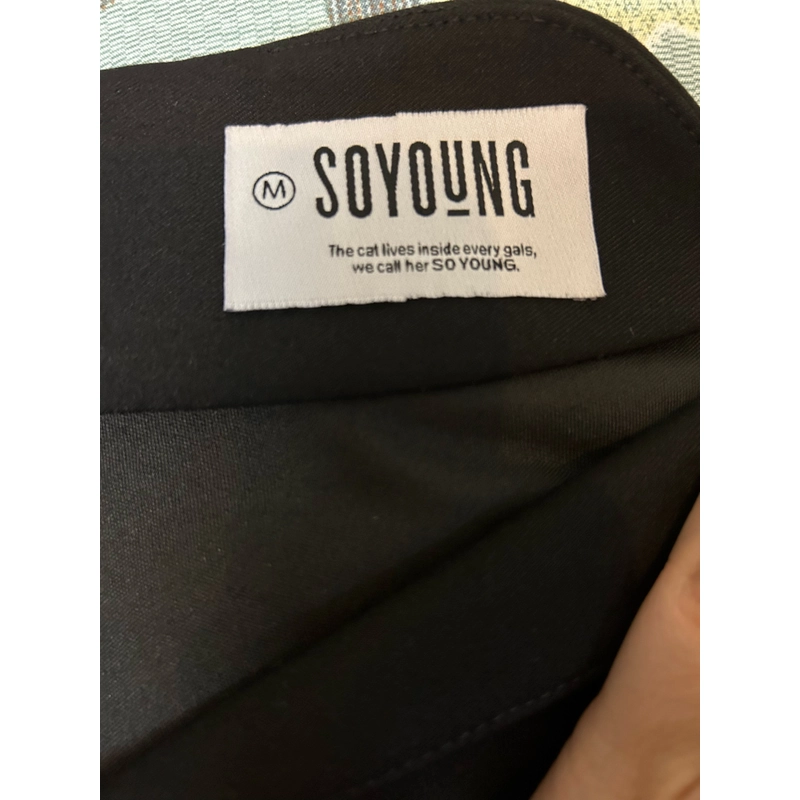 M SOYOUNG
The cat lives inside every gals,
we call her SO YOUNG.